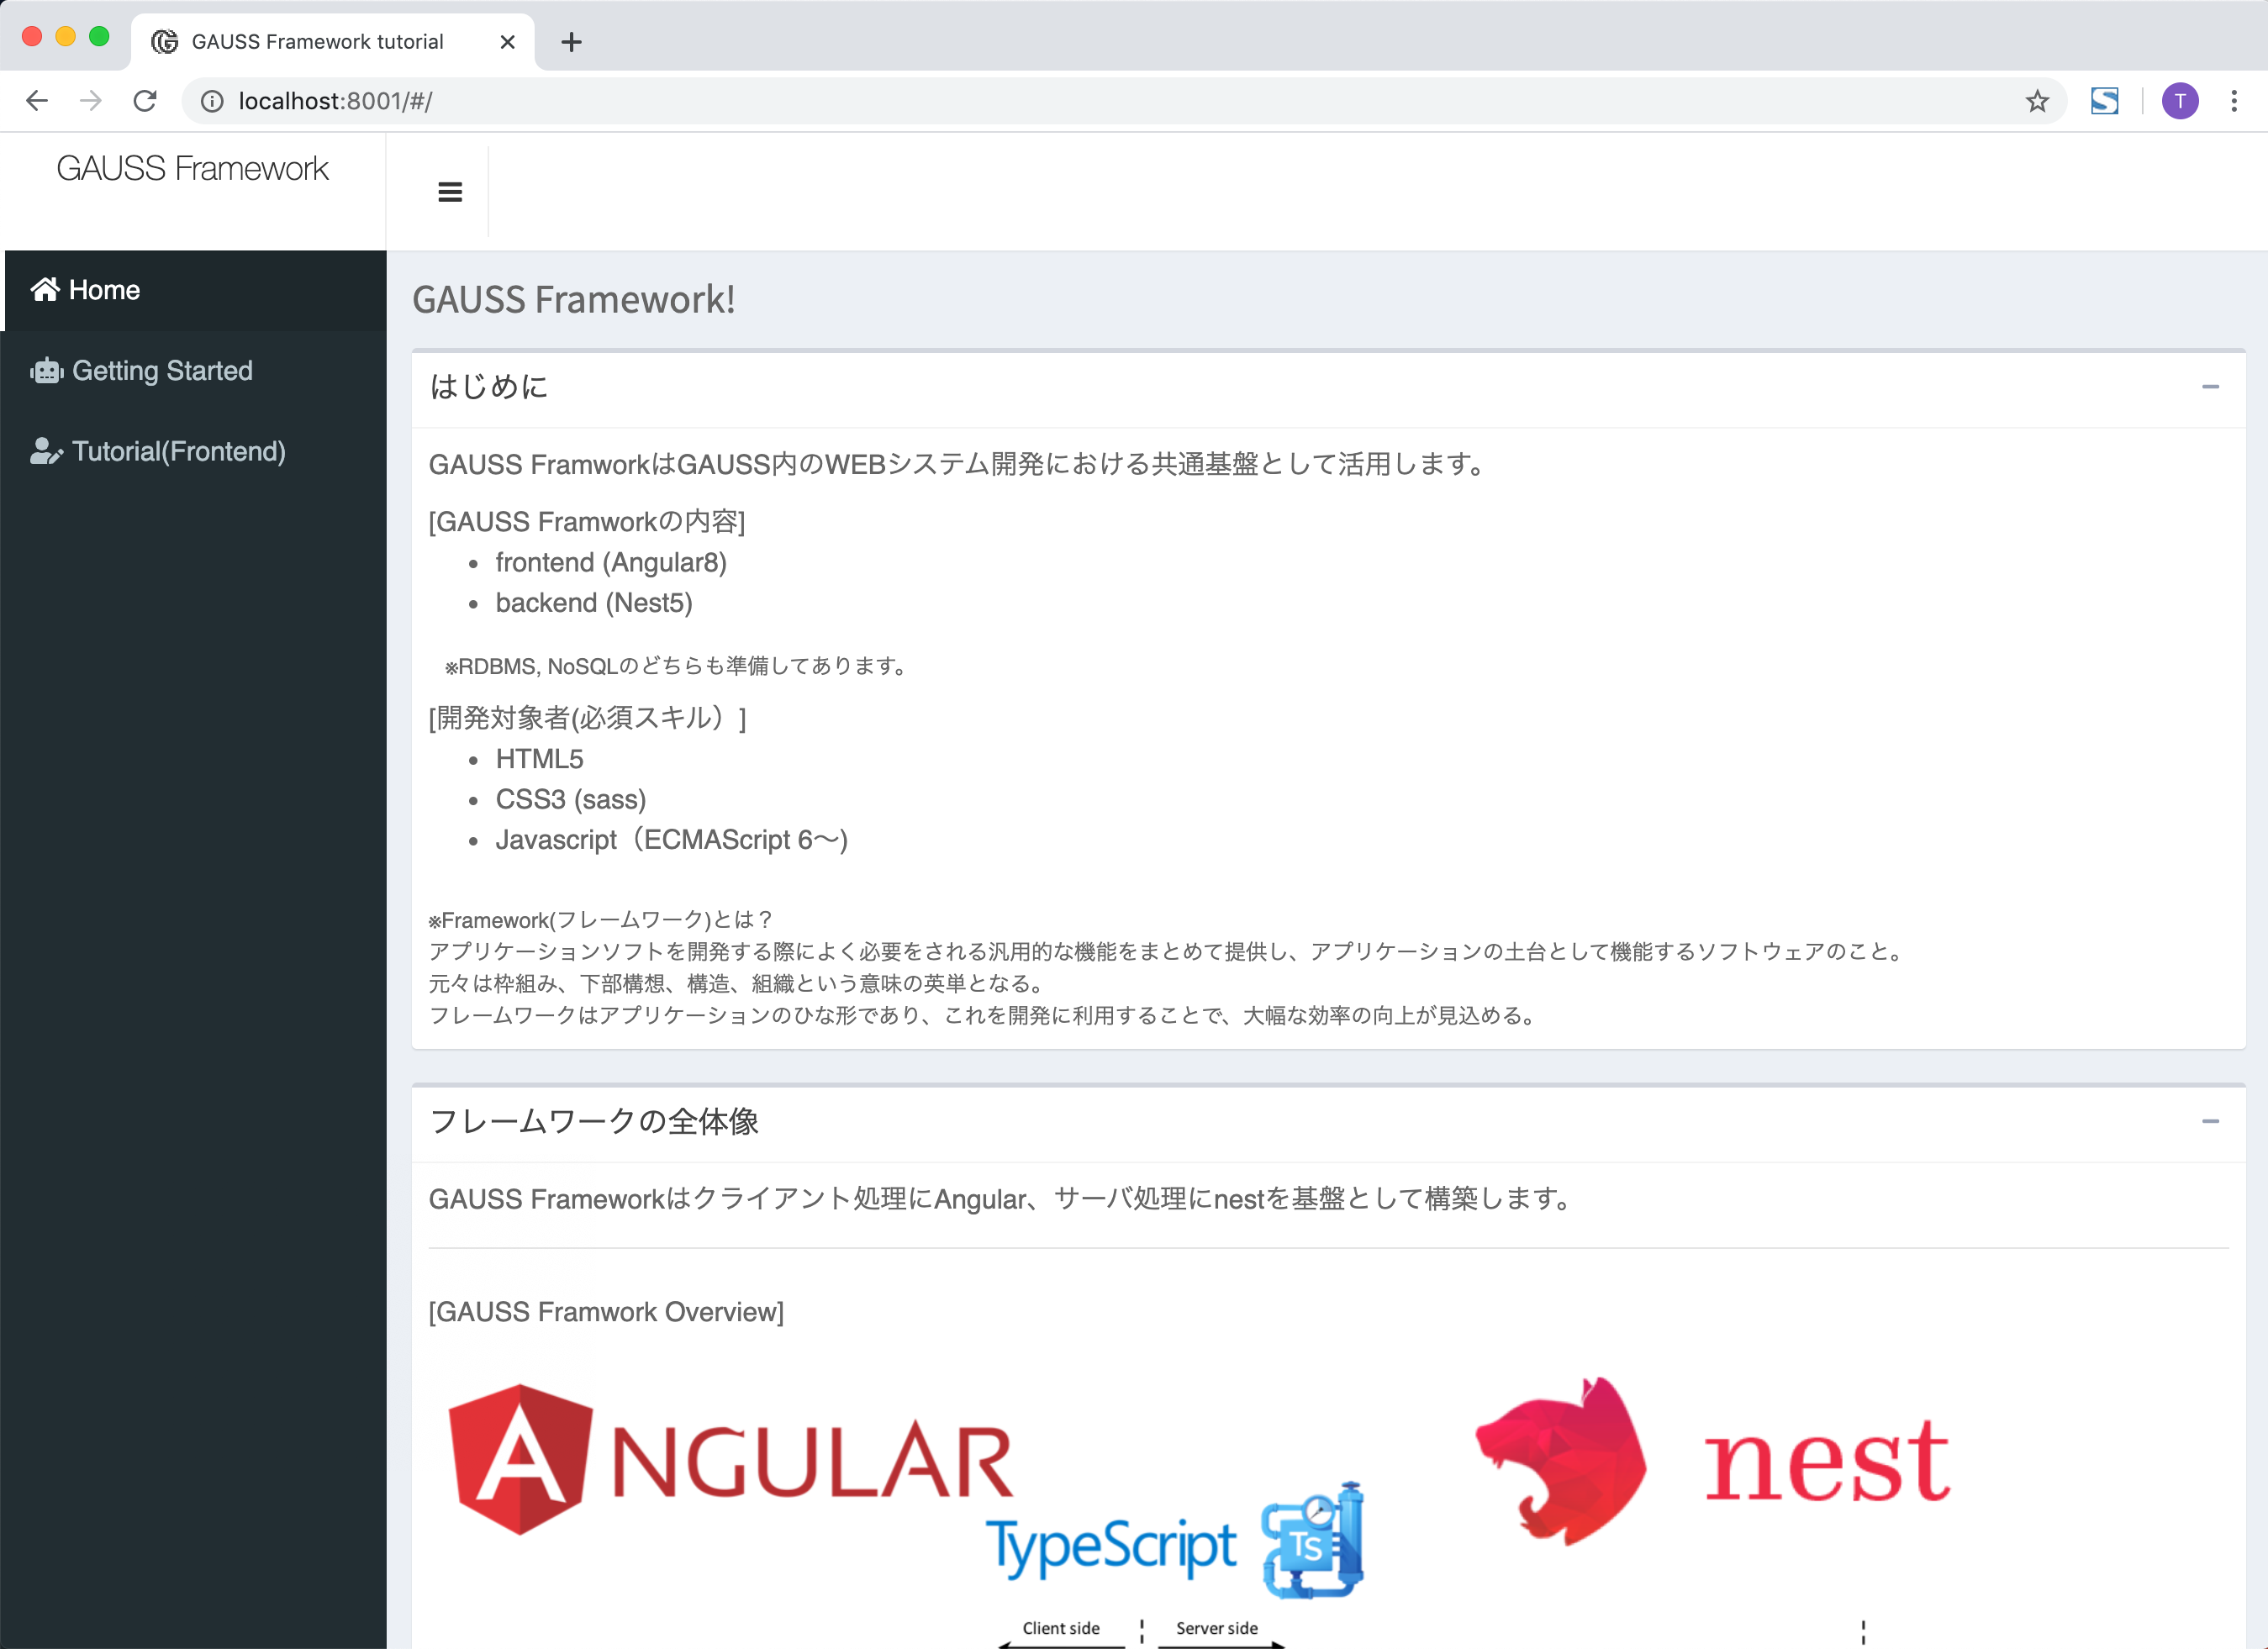 GAUSS Framework tutorial
localhost:8001/#/
T
GAUSS Framework
Home
Getting Started
Tutorial(Frontend)
GAUSS Framework!
はじめに
GAUSS FramworkはGAUSS内のWEBシステム開発における共通基盤として活用します。
[GAUSS Framworkの内容]
frontend (Angular8)
backend (Nest5)
※RDBMS, NoSQLのどちらも準備してあります。
[開発対象者(必須スキル）]
HTML5
CSS3 (sass)
Javascript（ECMAScript 6〜)
※Framework(フレームワーク)とは？
アプリケーションソフトを開発する際によく必要をされる汎用的な機能をまとめて提供し、アプリケーションの土台として機能するソフトウェアのこと。
元々は枠組み、下部構想、構造、組織という意味の英単となる。
フレームワークはアプリケーションのひな形であり、これを開発に利用することで、大幅な効率の向上が見込める。
フレームワークの全体像
GAUSS Frameworkはクライアント処理にAngular、サーバ処理にnestを基盤として構築します。
[GAUSS Framwork Overview]
ANGULAR
nest
TypeScript
TS
Client side
Server side